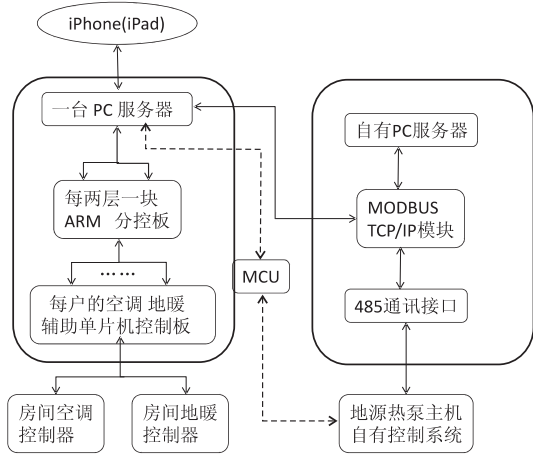 iPhone(iPad)
一台 PC 服务器
每两层一块
ARM 分控板
……
每户的空调 地暖
辅助单片机控制板
房间空调
控制器
房间地暖
控制器
MCU
自有PC服务器
MODBUS
TCP/IP模块
485通讯接口
地源热泵主机
自有控制系统